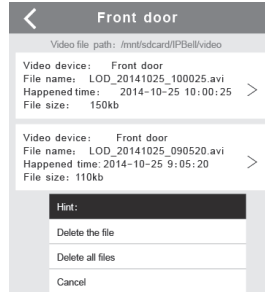 Front door
Video file path: /mnt/sdcard/IPBell/video
Video device: Front door
File name: LOD_20141025_100025.avi
Happened time: 2014-10-25 10:00:25
File size: 150kb
Video device: Front door
File name: LOD_20141025_090520.avi
Happened time: 2014-10-25 9:05:20
File size: 110kb
Hint:
Delete the file
Delete all files
Cancel